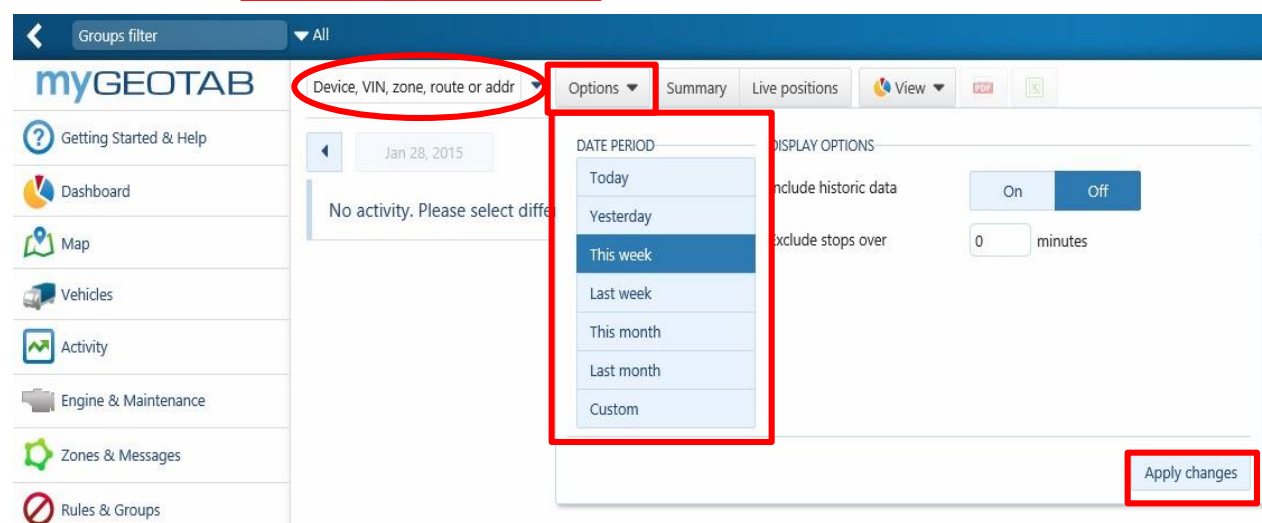 Groups filter
All
myGEOTAB
Device, VIN, zone, route or addr
Options
Summary
Live positions
View
PDF
Getting Started & Help
Dashboard
Map
Vehicles
Activity
Engine & Maintenance
Zones & Messages
Rules & Groups
Jan 28, 2015
No activity. Please select diffe
DATE PERIOD
Today
Yesterday
This week
Last week
This month
Last month
Custom
DISPLAY OPTIONS
nclude historic data
On
Off
xclude stops over
0
minutes
Apply changes